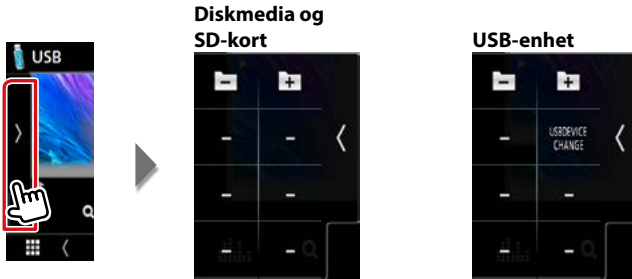 USB
Diskmedia og
SD-kort
USB-enhet
USBDEVICE
CHANGE